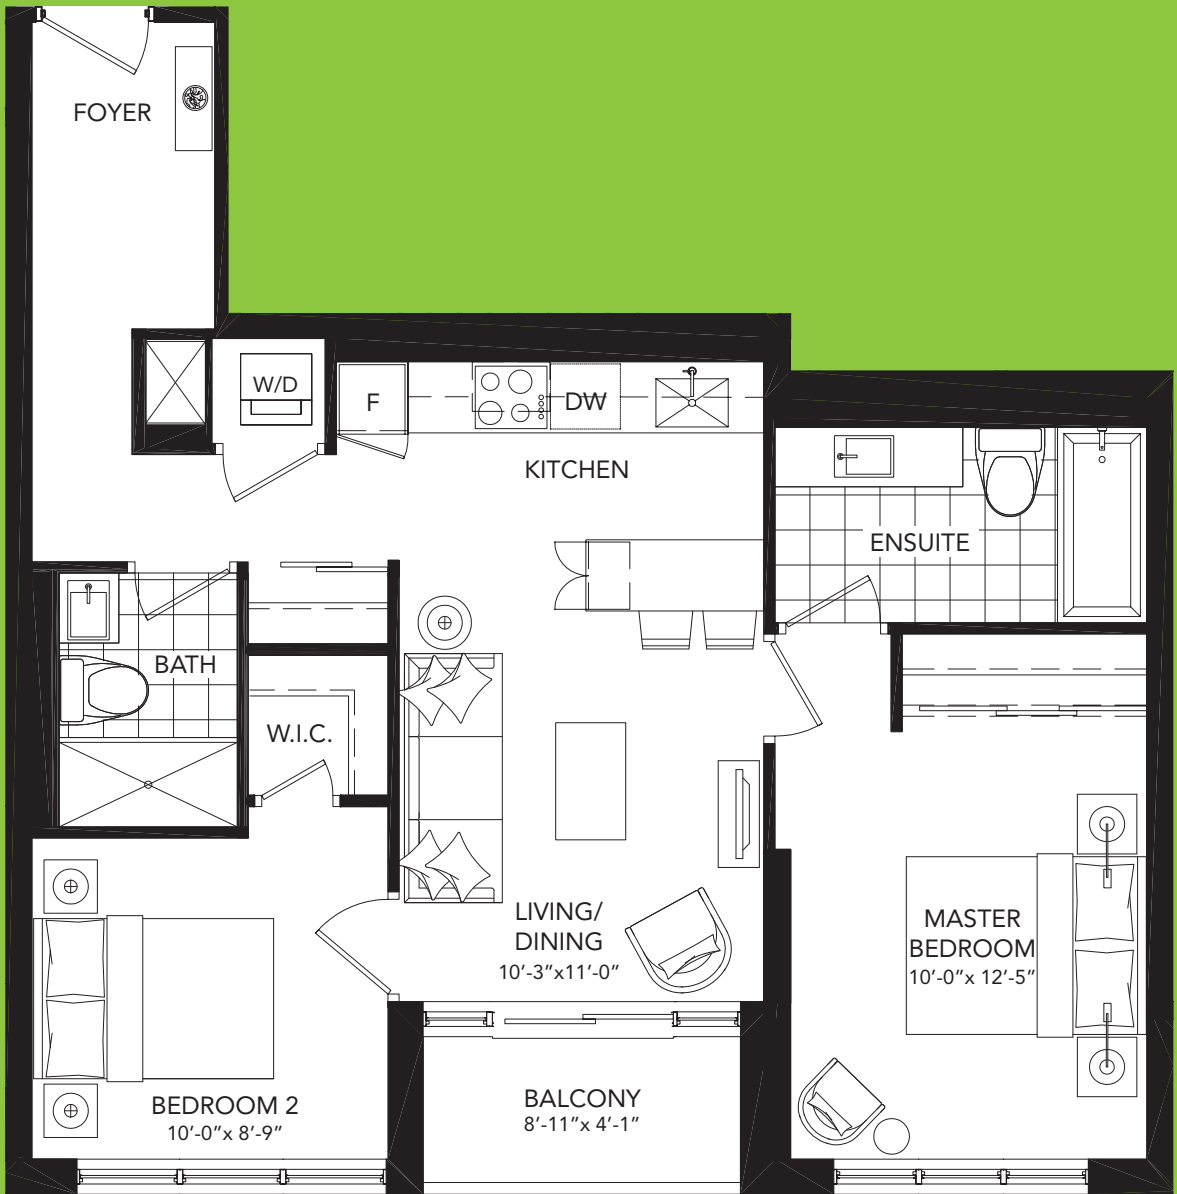 FOYER
W/D
F
DW
KITCHEN
ENSUITE
BATH
W.I.C.
LIVING/
DINING
10'-3"x11'-0"
MASTER
BEDROOM
10'-0"x 12'-5"
BEDROOM 2
10'-0"x 8'-9"
BALCONY
8'-11"x 4'-1"